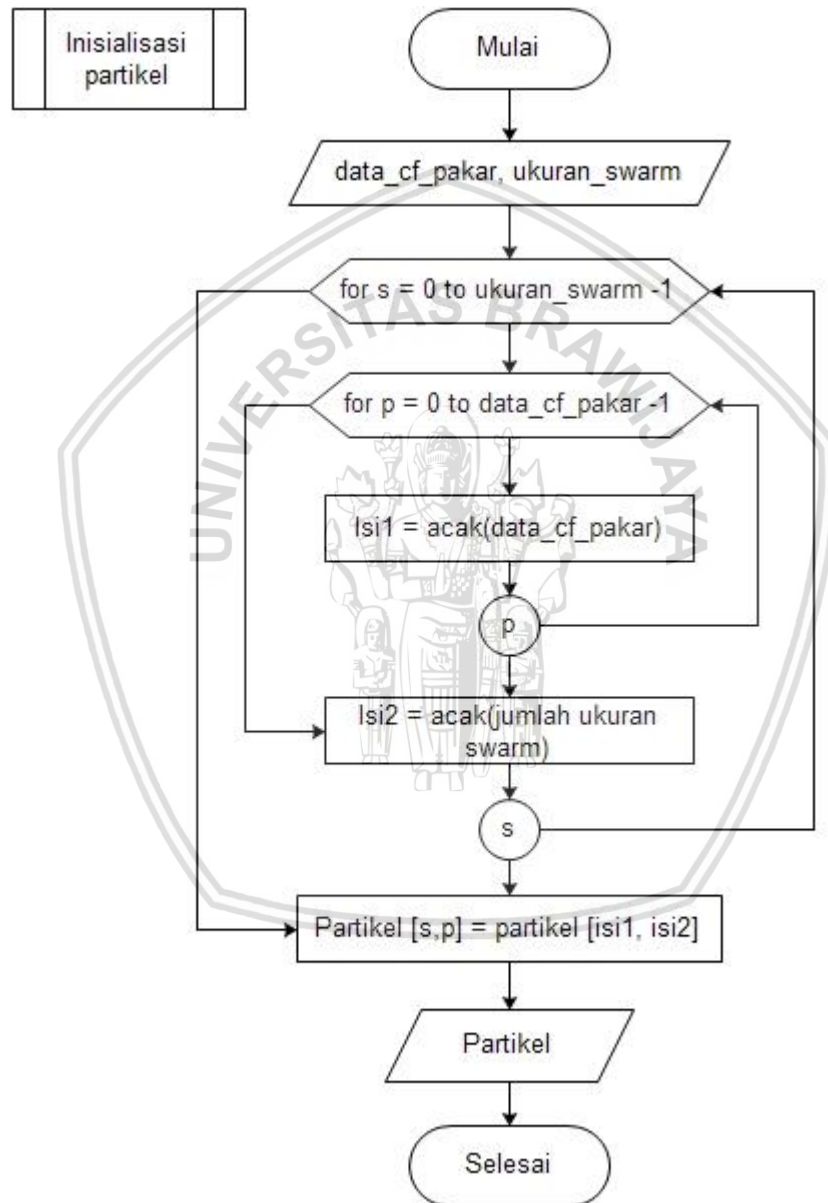 Inisialisasi
partikel
Mulai
data_cf_pakar, ukuran_swarm
for s = 0 to ukuran_swarm -1
for p = 0 to data_cf_pakar -1
Isi1 = acak(data_cf_pakar)
p
Isi2 = acak(jumlah ukuran
swarm)
s
Partikel [s,p] = partikel [isi1, isi2]
Partikel
Selesai
UNIVERSITAS BRAWIJAYA